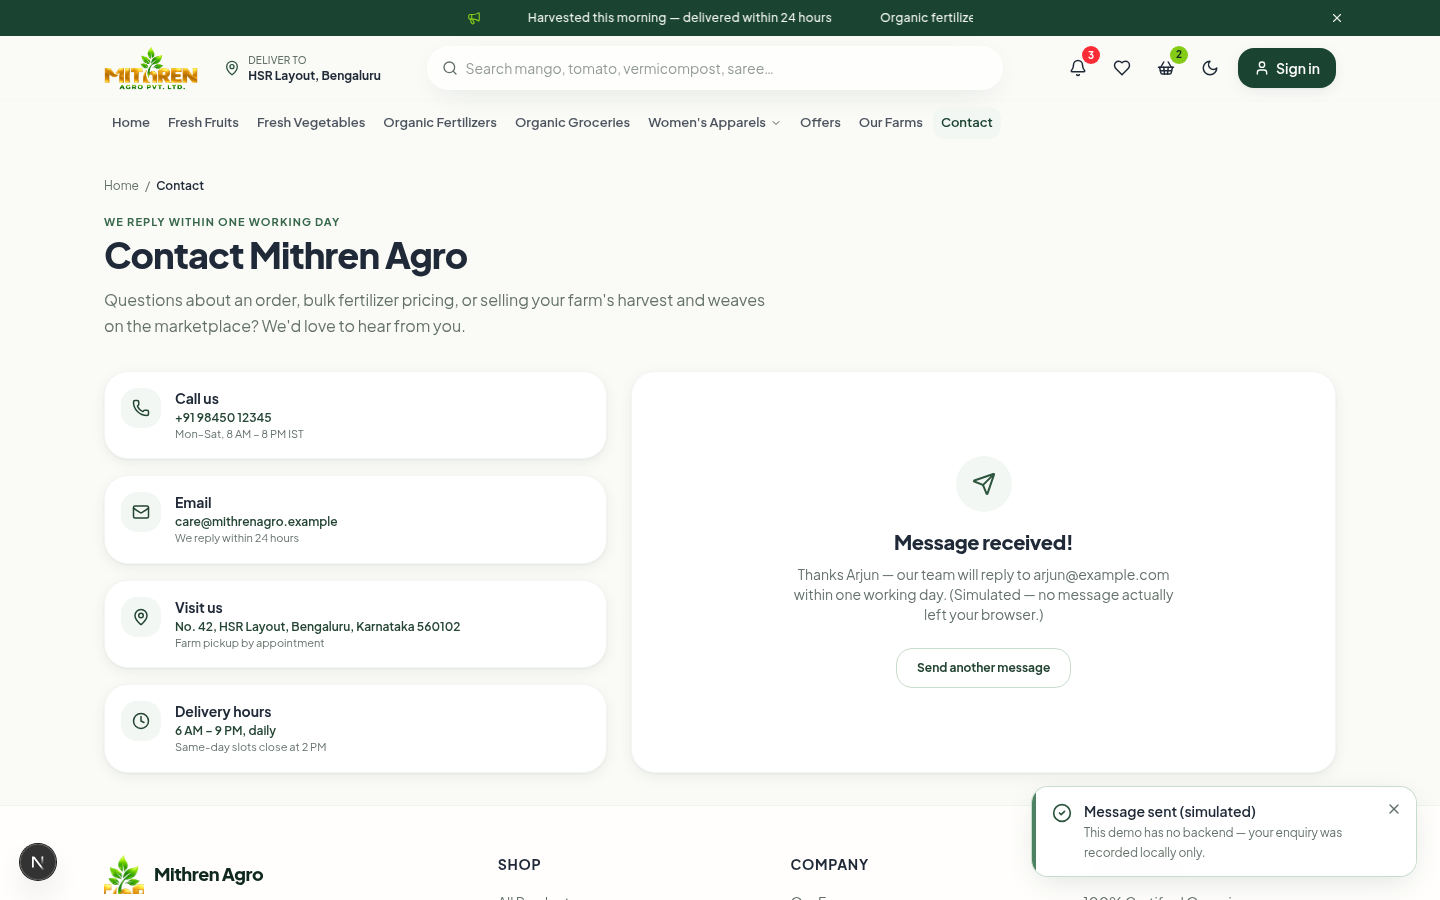 Harvested this morning — delivered within 24 hours
Organic fertilize
MITHREN
AGRO PVT. LTD.
DELIVER TO
HSR Layout, Bengaluru
Search mango, tomato, vermicompost, saree...
3
2
Sign in
Home
Fresh Fruits
Fresh Vegetables
Organic Fertilizers
Organic Groceries
Women's Apparels
Offers
Our Farms
Contact
Home / Contact
WE REPLY WITHIN ONE WORKING DAY
Contact Mithren Agro
Questions about an order, bulk fertilizer pricing, or selling your farm's harvest and weaves
on the marketplace? We'd love to hear from you.
Call us
+91 98450 12345
Mon–Sat, 8 AM – 8 PM IST
Email
care@mithrenagro.example
We reply within 24 hours
Visit us
No. 42, HSR Layout, Bengaluru, Karnataka 560102
Farm pickup by appointment
Delivery hours
6 AM – 9 PM, daily
Same-day slots close at 2 PM
Message received!
Thanks Arjun — our team will reply to arjun@example.com
within one working day. (Simulated — no message actually
left your browser.)
Send another message
Message sent (simulated)
This demo has no backend — your enquiry was
recorded locally only.
N
Mithren Agro
SHOP
COMPANY